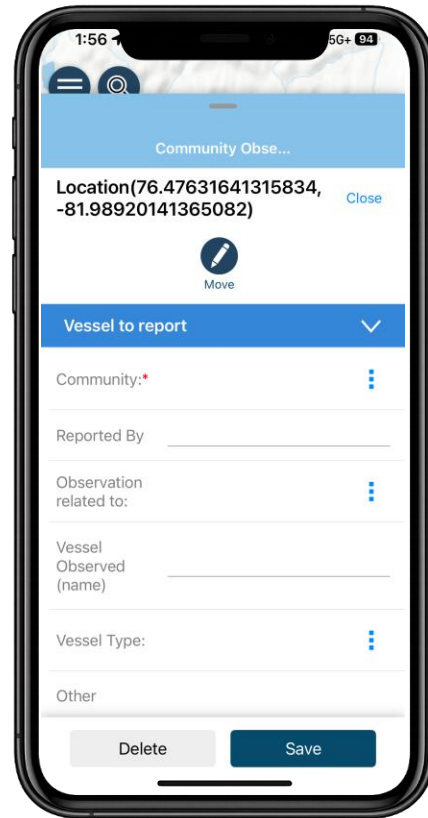 1:56
5G+ 94
Community Obse...
Location(76.47631641315834,
-81.98920141365082)
Close
Move
Vessel to report
Community:*
Reported By
Observation
related to:
Vessel
Observed
(name)
Vessel Type:
Other
Delete
Save